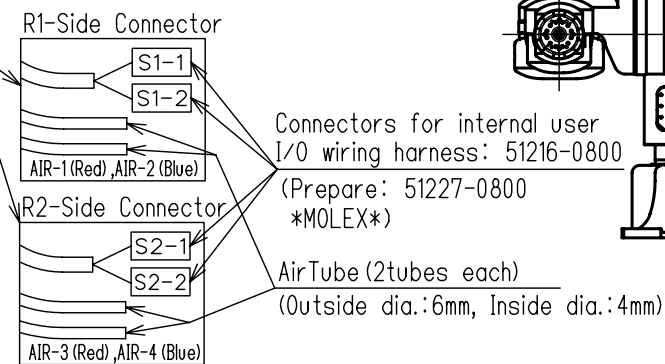 R1-Side Connector
S1-1
S1-2
AIR-1(Red),AIR-2(Blue)
R2-Side Connector
S2-1
S2-2
AIR-3(Red),AIR-4(Blue)
Connectors for internal user
I/O wiring harness: 51216-0800
(Prepare: 51227-0800
*MOLEX*)
AirTube(2tubes each)
(Outside dia.:6mm, Inside dia.:4mm)